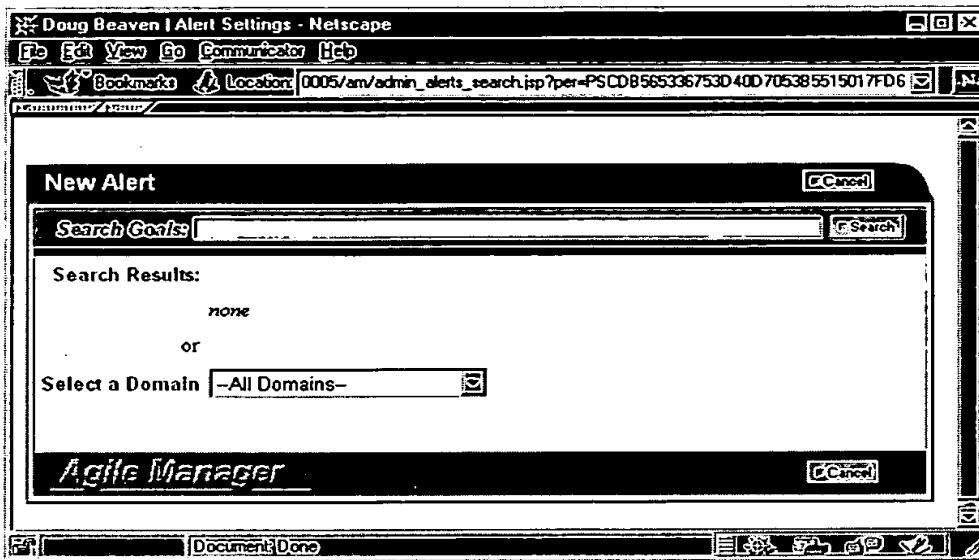 Doug Beaven | Alert Settings - Netscape
File Edit View Go Communicator Help
Bookmarks Location: 0005/am/admin_alerts_search.jsp?per=PSCDB565336753D40D7053B5515017FD6
New Alert Cancel
Search Goals: Search
Search Results:
none
or
Select a Domain --All Domains--
Agile Manager Cancel
Document: Done